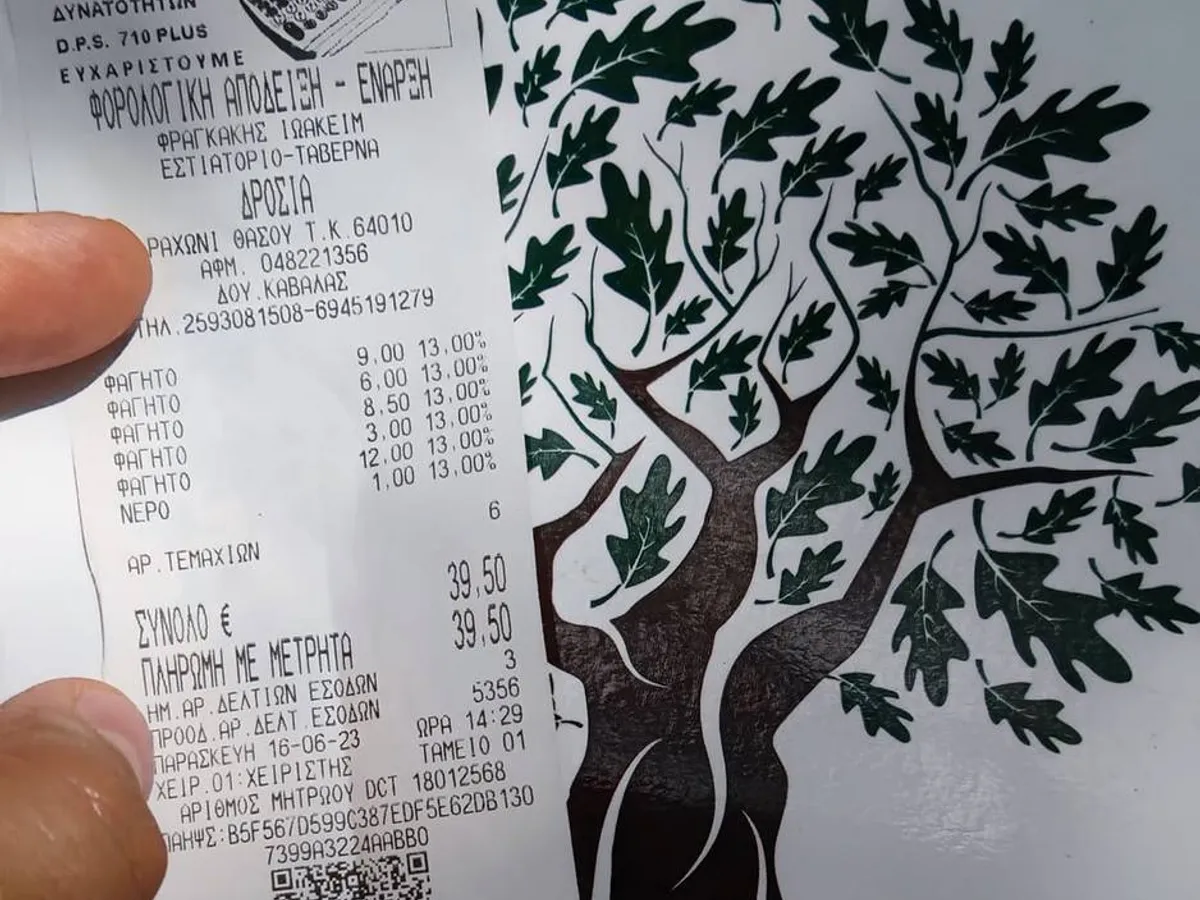 ΔΥΝΑΤΟΤΗΤΩΝ
D.P.S. 710 PLUS
ΕΥΧΑΡΙΣΤΟΥΜΕ
ΦΟΡΟΛΟΓΙΚΗ ΑΠΟΔΕΙΞΗ - ΕΝΑΡΞΗ
ΦΡΑΓΚΑΚΗΣ ΙΩΑΚΕΙΜ
ΕΣΤΙΑΤΟΡΙΟ-ΤΑΒΕΡΝΑ
ΔΡΟΣΙΑ
ΡΑΧΩΝΙ ΘΑΣΟΥ Τ.Κ.64010
ΑΦΜ. 048221356
ΔΟΥ.ΚΑΒΑΛΑΣ
ΤΗΛ.2593081508-6945191279
ΦΑΓΗΤΟ 9,00 13,00%
ΦΑΓΗΤΟ 6,00 13,00%
ΦΑΓΗΤΟ 8,50 13,00%
ΦΑΓΗΤΟ 3,00 13,00%
ΦΑΓΗΤΟ 12,00 13,00%
ΝΕΡΟ 1,00 13,00%
ΑΡ.ΤΕΜΑΧΙΩΝ 6
ΣΥΝΟΛΟ € 39,50
ΠΛΗΡΩΜΗ ΜΕ ΜΕΤΡΗΤΑ 39,50
ΗΜ.ΑΡ.ΔΕΛΤΙΩΝ ΕΣΟΔΩΝ 3
ΠΡΟΟΔ.ΑΡ.ΔΕΛΤ.ΕΣΟΔΩΝ 5356
ΠΑΡΑΣΚΕΥΗ 16-06-23 ΩΡΑ 14:29
ΧΕΙΡ.01:ΧΕΙΡΙΣΤΗΣ ΤΑΜΕΙΟ 01
ΑΡΙΘΜΟΣ ΜΗΤΡΩΟΥ DCT 18012568
ΠΑΗΨΣ:B5F567D599C387EDF5E62DB130
7399A3224AABB0